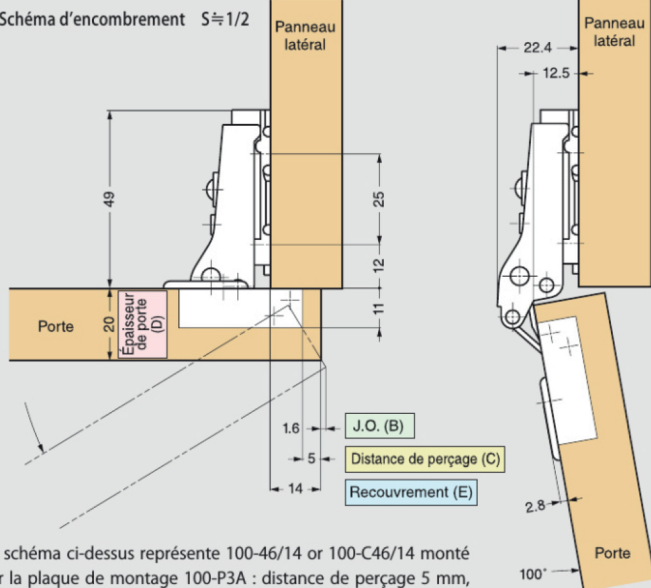 Schéma d'encombrement S≒1/2
Panneau
latéral
Panneau
latéral
22.4
12.5
49
25
12
11
20
Porte
Épaisseur
de porte
(D)
1.6
J.O. (B)
5
Distance de perçage (C)
14
Recouvrement (E)
2.8
100°
Porte
schéma ci-dessus représente 100-46/14 or 100-C46/14 monté
r la plaque de montage 100-P3A : distance de perçage 5 mm,